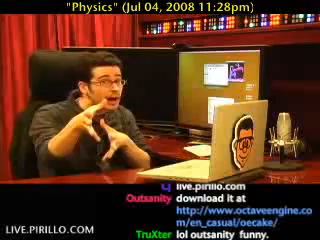 "Physics" (Jul 04, 2008 11:28pm)
LIVE.PIRILLO.COM
CJ live.pirillo.com
Outsanity download it at
http://www.octaveengine.co
m/en_casual/oecake/
TruXter lol outsanity funny.